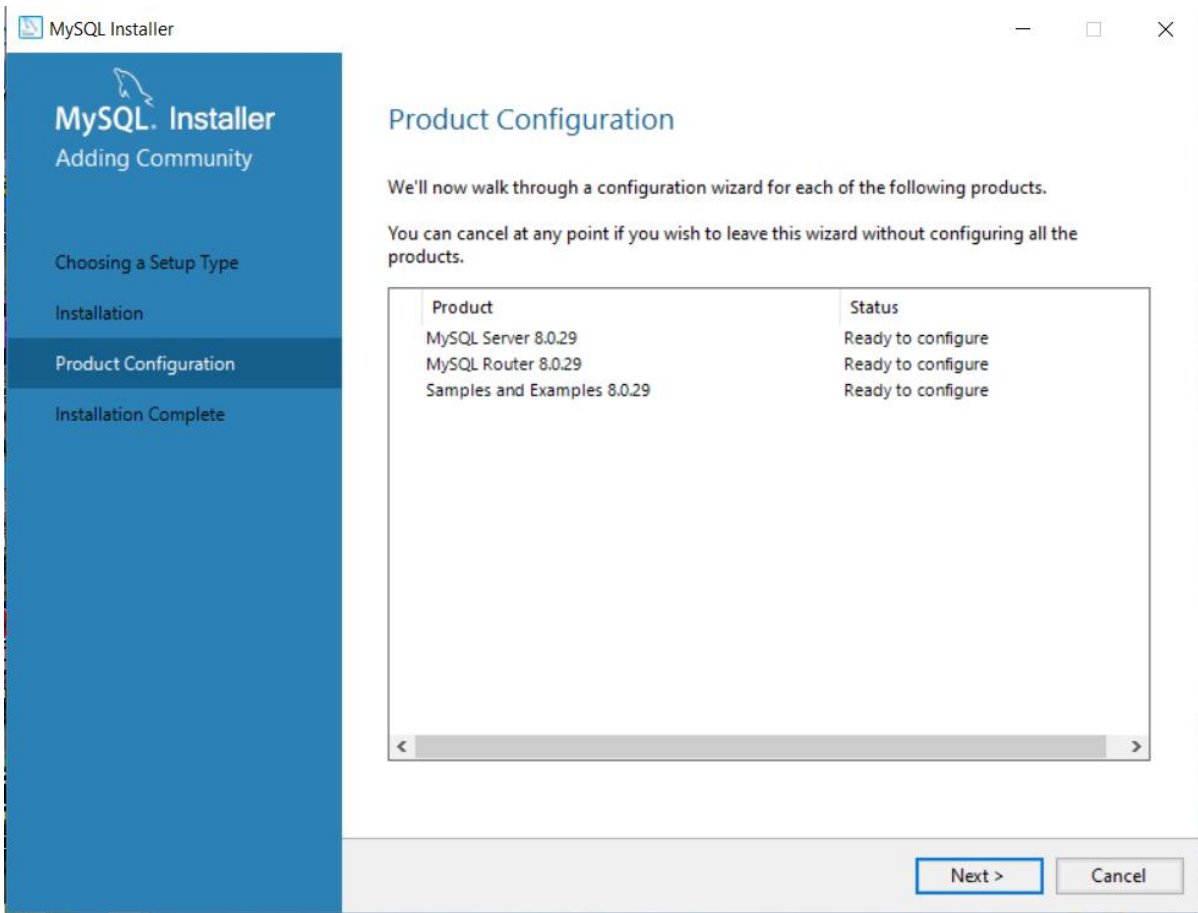 MySQL Installer
MySQL. Installer
Adding Community
Choosing a Setup Type
Installation
Product Configuration
Installation Complete
Product Configuration
We'll now walk through a configuration wizard for each of the following products.
You can cancel at any point if you wish to leave this wizard without configuring all the
products.
Product Status
MySQL Server 8.0.29 Ready to configure
MySQL Router 8.0.29 Ready to configure
Samples and Examples 8.0.29 Ready to configure
Next > Cancel